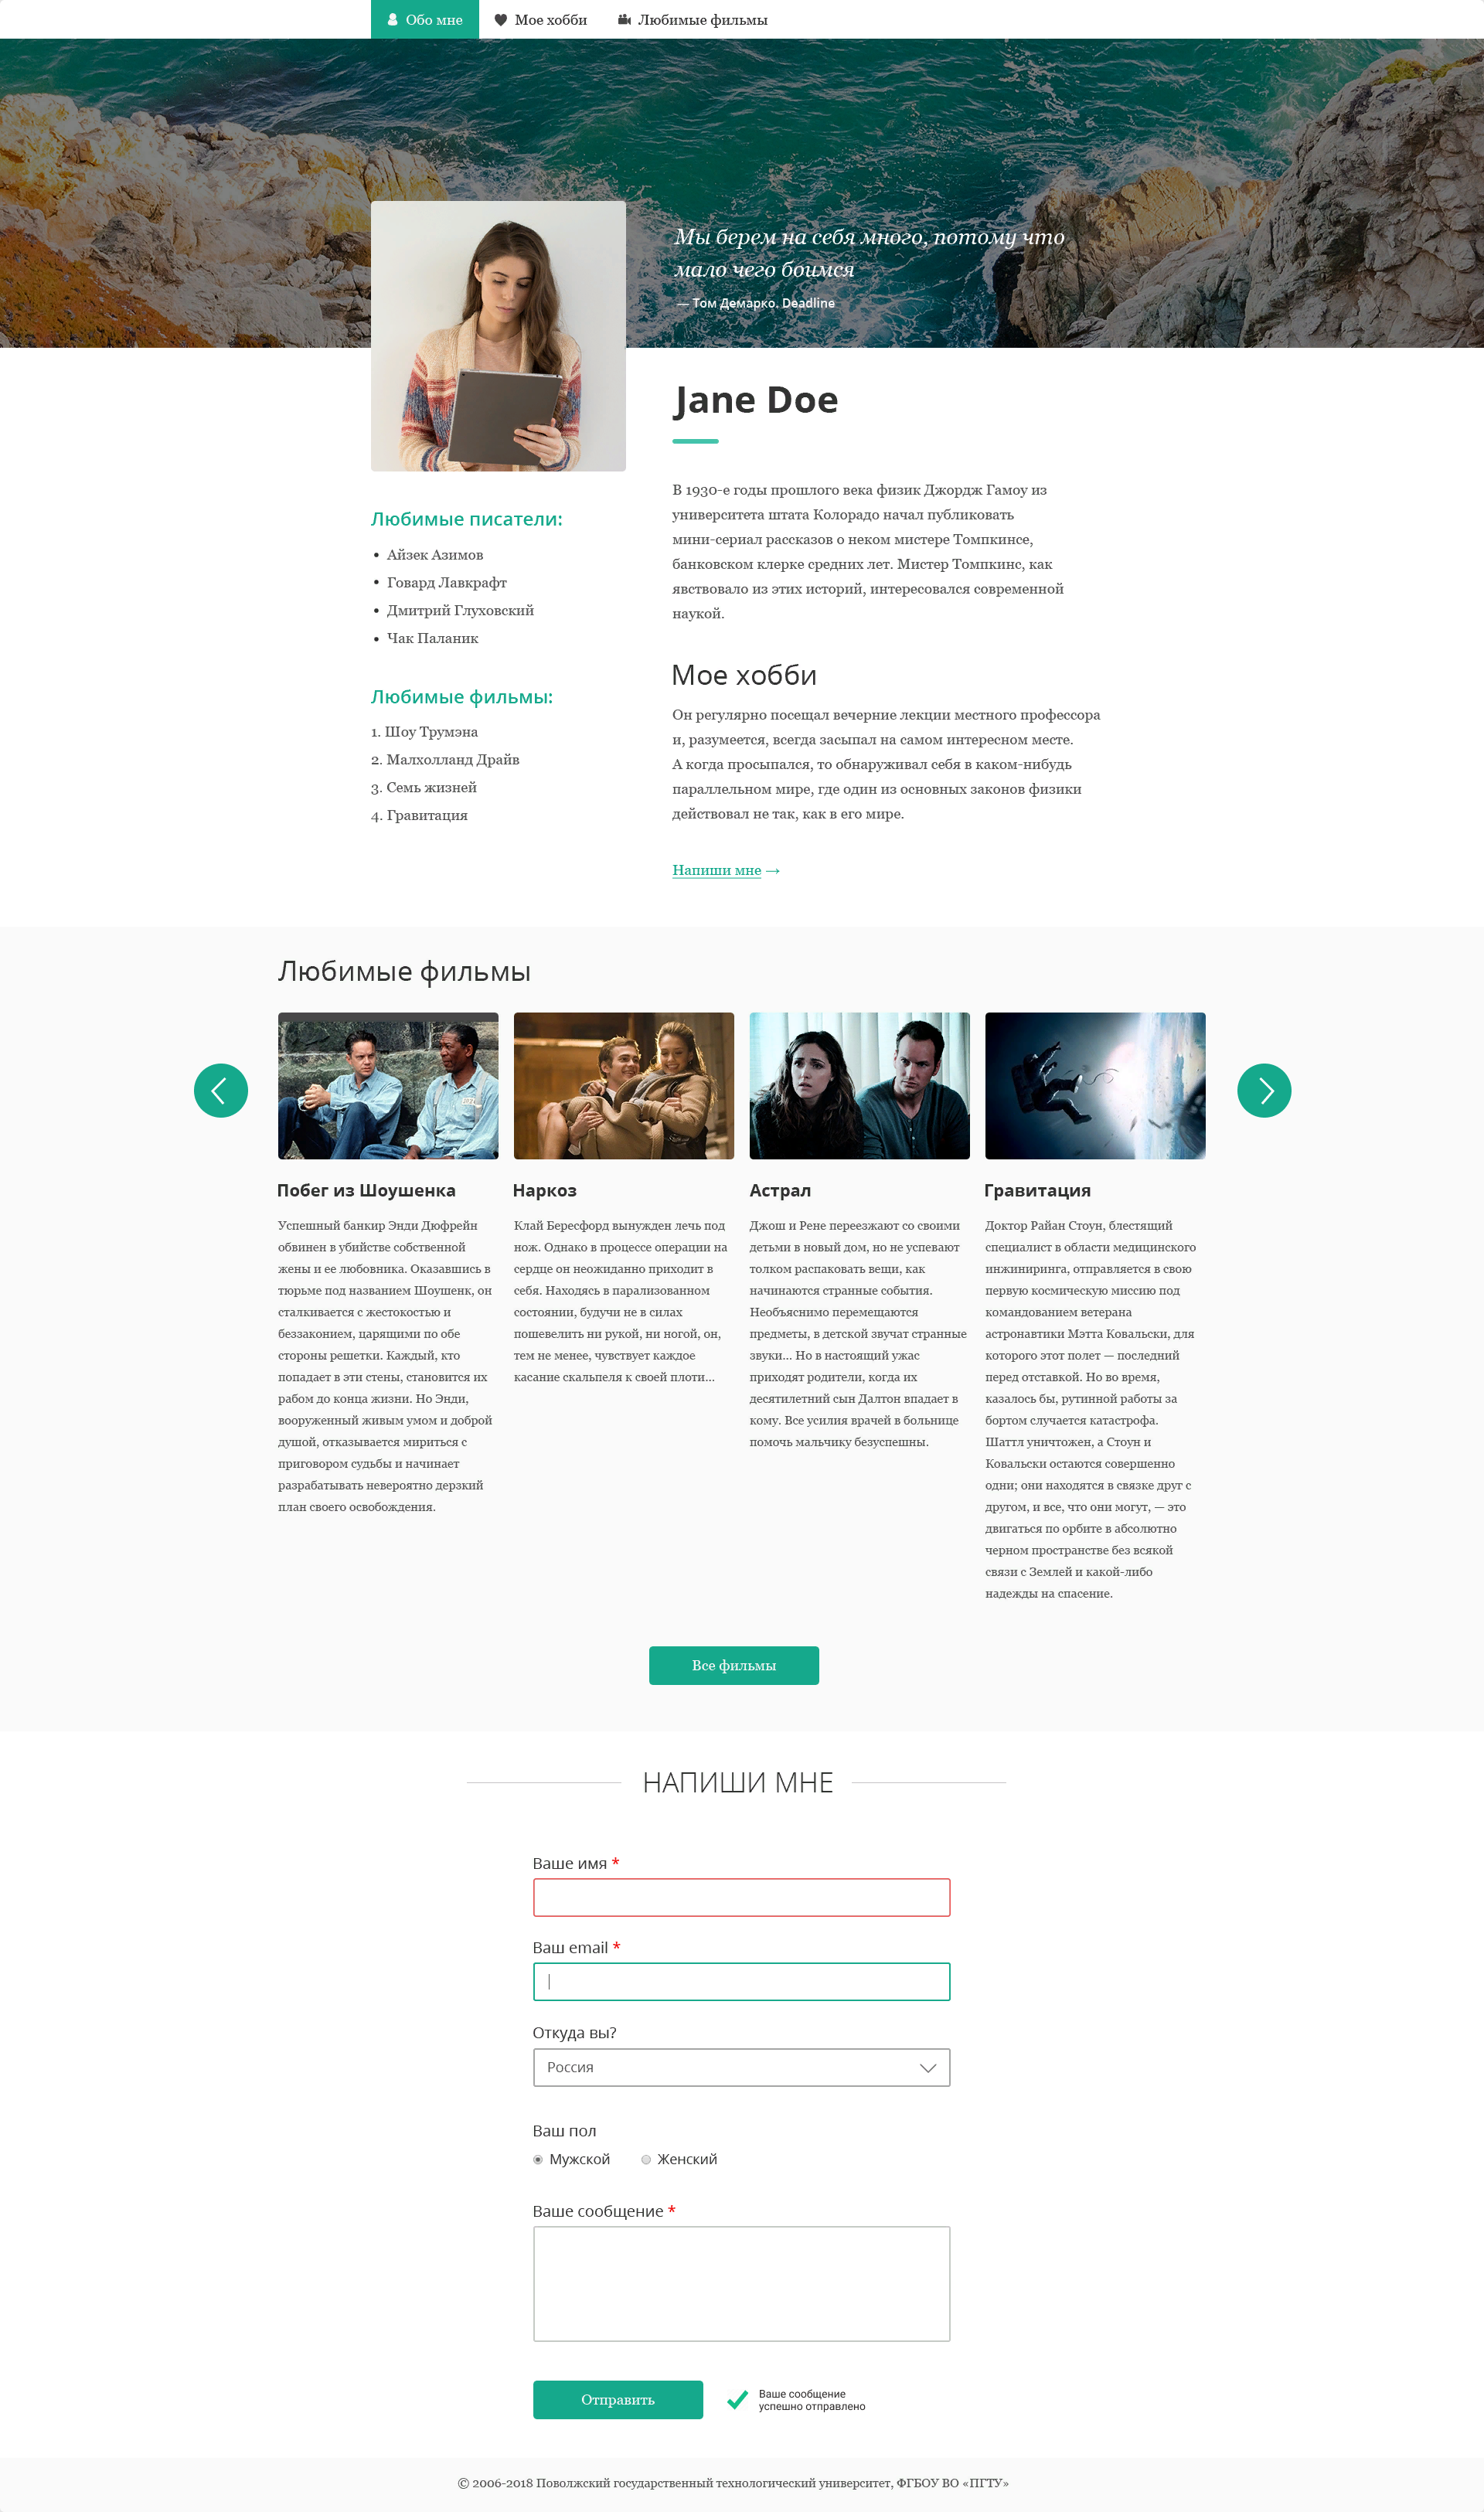 Обо мне
Мое хобби
Любимые фильмы
Мы берем на себя много, потому что
мало чего боимся
— Том Демарко. Deadline
Jane Doe
В 1930-е годы прошлого века физик Джордж Гамоу из
университета штата Колорадо начал публиковать
мини-сериал рассказов о неком мистере Томпкинсе,
банковском клерке средних лет. Мистер Томпкинс, как
явствовало из этих историй, интересовался современной
наукой.
Любимые писатели:
• Айзек Азимов
• Говард Лавкрафт
• Дмитрий Глуховский
• Чак Паланик
Любимые фильмы:
1. Шоу Трумэна
2. Малхолланд Драйв
3. Семь жизней
4. Гравитация
Мое хобби
Он регулярно посещал вечерние лекции местного профессора
и, разумеется, всегда засыпал на самом интересном месте.
А когда просыпался, то обнаруживал себя в каком-нибудь
параллельном мире, где один из основных законов физики
действовал не так, как в его мире.
Напиши мне →
Любимые фильмы
Побег из Шоушенка
Успешный банкир Энди Дюфрейн
обвинен в убийстве собственной
жены и ее любовника. Оказавшись в
тюрьме под названием Шоушенк, он
сталкивается с жестокостью и
беззаконием, царящими по обе
стороны решетки. Каждый, кто
попадает в эти стены, становится их
рабом до конца жизни. Но Энди,
вооруженный живым умом и доброй
душой, отказывается мириться с
приговором судьбы и начинает
разрабатывать невероятно дерзкий
план своего освобождения.
Наркоз
Клай Бересфорд вынужден лечь под
нож. Однако в процессе операции на
сердце он неожиданно приходит в
себя. Находясь в парализованном
состоянии, будучи не в силах
пошевелить ни рукой, ни ногой, он,
тем не менее, чувствует каждое
касание скальпеля к своей плоти...
Астрал
Джош и Рене переезжают со своими
детьми в новый дом, но не успевают
толком распаковать вещи, как
начинаются странные события.
Необъяснимо перемещаются
предметы, в детской звучат странные
звуки... Но в настоящий ужас
приходят родители, когда их
десятилетний сын Далтон впадает в
кому. Все усилия врачей в больнице
помочь мальчику безуспешны.
Гравитация
Доктор Райан Стоун, блестящий
специалист в области медицинского
инжиниринга, отправляется в свою
первую космическую миссию под
командованием ветерана
астронавтики Мэтта Ковальски, для
которого этот полет — последний
перед отставкой. Но во время,
казалось бы, рутинной работы за
бортом случается катастрофа.
Шаттл уничтожен, а Стоун и
Ковальски остаются совершенно
одни; они находятся в связке друг с
другом, и все, что они могут, — это
двигаться по орбите в абсолютно
черном пространстве без всякой
связи с Землей и какой-либо
надежды на спасение.
Все фильмы
НАПИШИ МНЕ
Ваше имя *
Ваш email *
Откуда вы?
Россия
Ваш пол
Мужской
Женский
Ваше сообщение *
Отправить
Ваше сообщение
успешно отправлено
© 2006-2018 Поволжский государственный технологический университет, ФГБОУ ВО «ПГТУ»